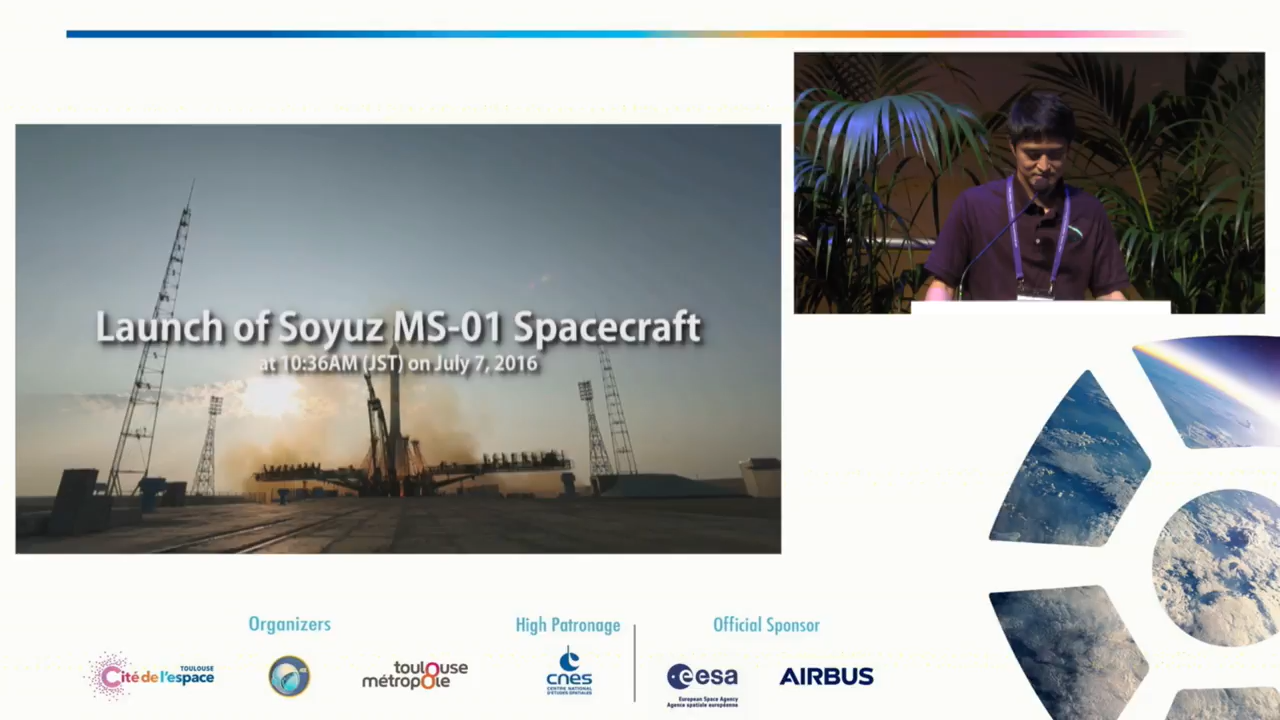 Launch of Soyuz MS-01 Spacecraft
at 10:36AM (JST) on July 7, 2016
Organizers
High Patronage
Official Sponsor
Cité de l'espace
TOULOUSE
toulouse
métropole
cnes
CENTRE NATIONAL
D'ÉTUDES SPATIALES
esa
European Space Agency
Agence spatiale européenne
AIRBUS